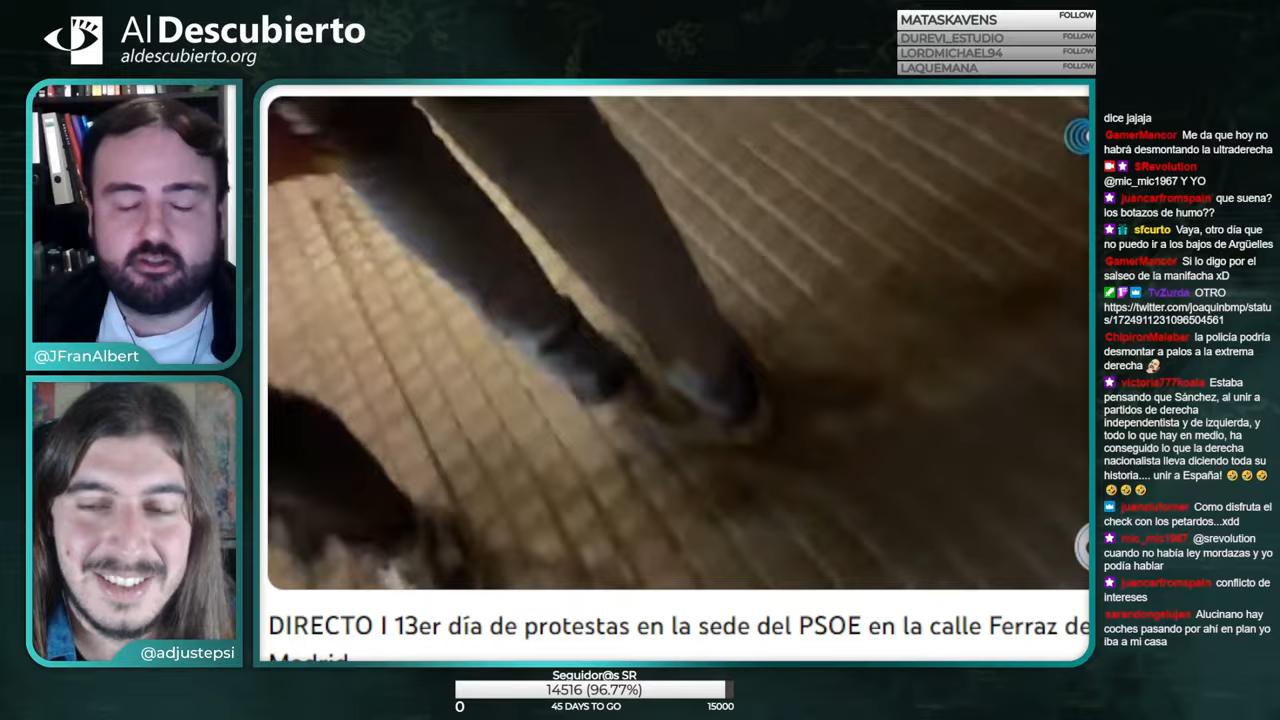 Al Descubierto
aldescubierto.org
MATASKAVENS FOLLOW
DUREVI_ESTUDIO FOLLOW
LORDMICHAEL94 FOLLOW
LAQUEMANA FOLLOW
@JFranAlbert
@adjustepsi
DIRECTO I 13er día de protestas en la sede del PSOE en la calle Ferraz de
Madrid
dice jajaja
GamerMancor Me da que hoy no
habrá desmontando la ultraderecha
SRevolution
@mic_mic1967 Y YO
juancarfromspain que suena?
los botazos de humo??
sfcurto Vaya, otro día que
no puedo ir a los bajos de Argüelles
GamerMancor Si lo digo por el
salseo de la manifacha xD
TvZurda OTRO
https://twitter.com/joaquinbmp/statu
s/1724911231096504561
ChipironMalabar la policía podría
desmontar a palos a la extrema
derecha
victoria777koala Estaba
pensando que Sánchez, al unir a
partidos de derecha
independentista y de izquierda, y
todo lo que hay en medio, ha
conseguido lo que la derecha
nacionalista lleva diciendo toda su
historia.... unir a España! 🤣 🤣 🤣
🤣 🤣 🤣
Como disfruta el
check con los petardos...xdd
mic_mic1967 @srevolution
cuando no había ley mordazas y yo
podía hablar
juancarfromspain conflicto de
intereses
Alucinano hay
coches pasando por ahí en plan yo
iba a mi casa
Seguidor@s SR
14516 (96.77%)
0 45 DAYS TO GO 15000